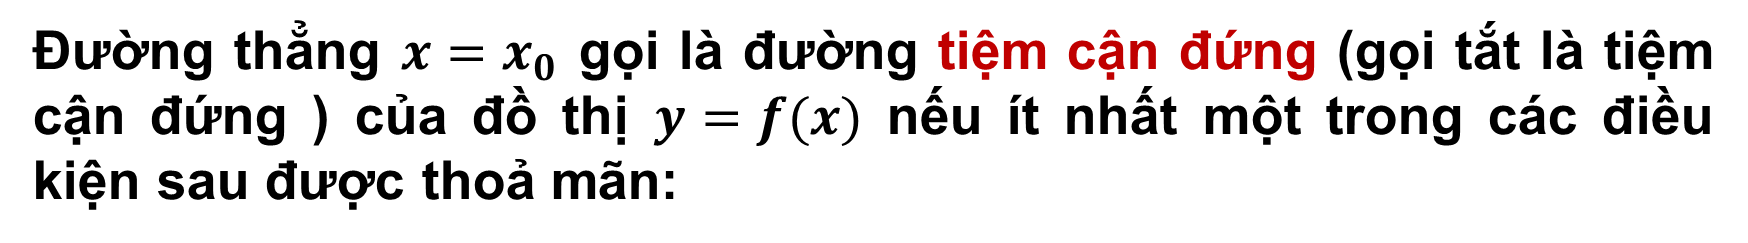 Đường thẳng x = x₀ gọi là đường tiệm cận đứng (gọi tắt là tiệm
cận đứng ) của đồ thị y = f(x) nếu ít nhất một trong các điều
kiện sau được thoả mãn: